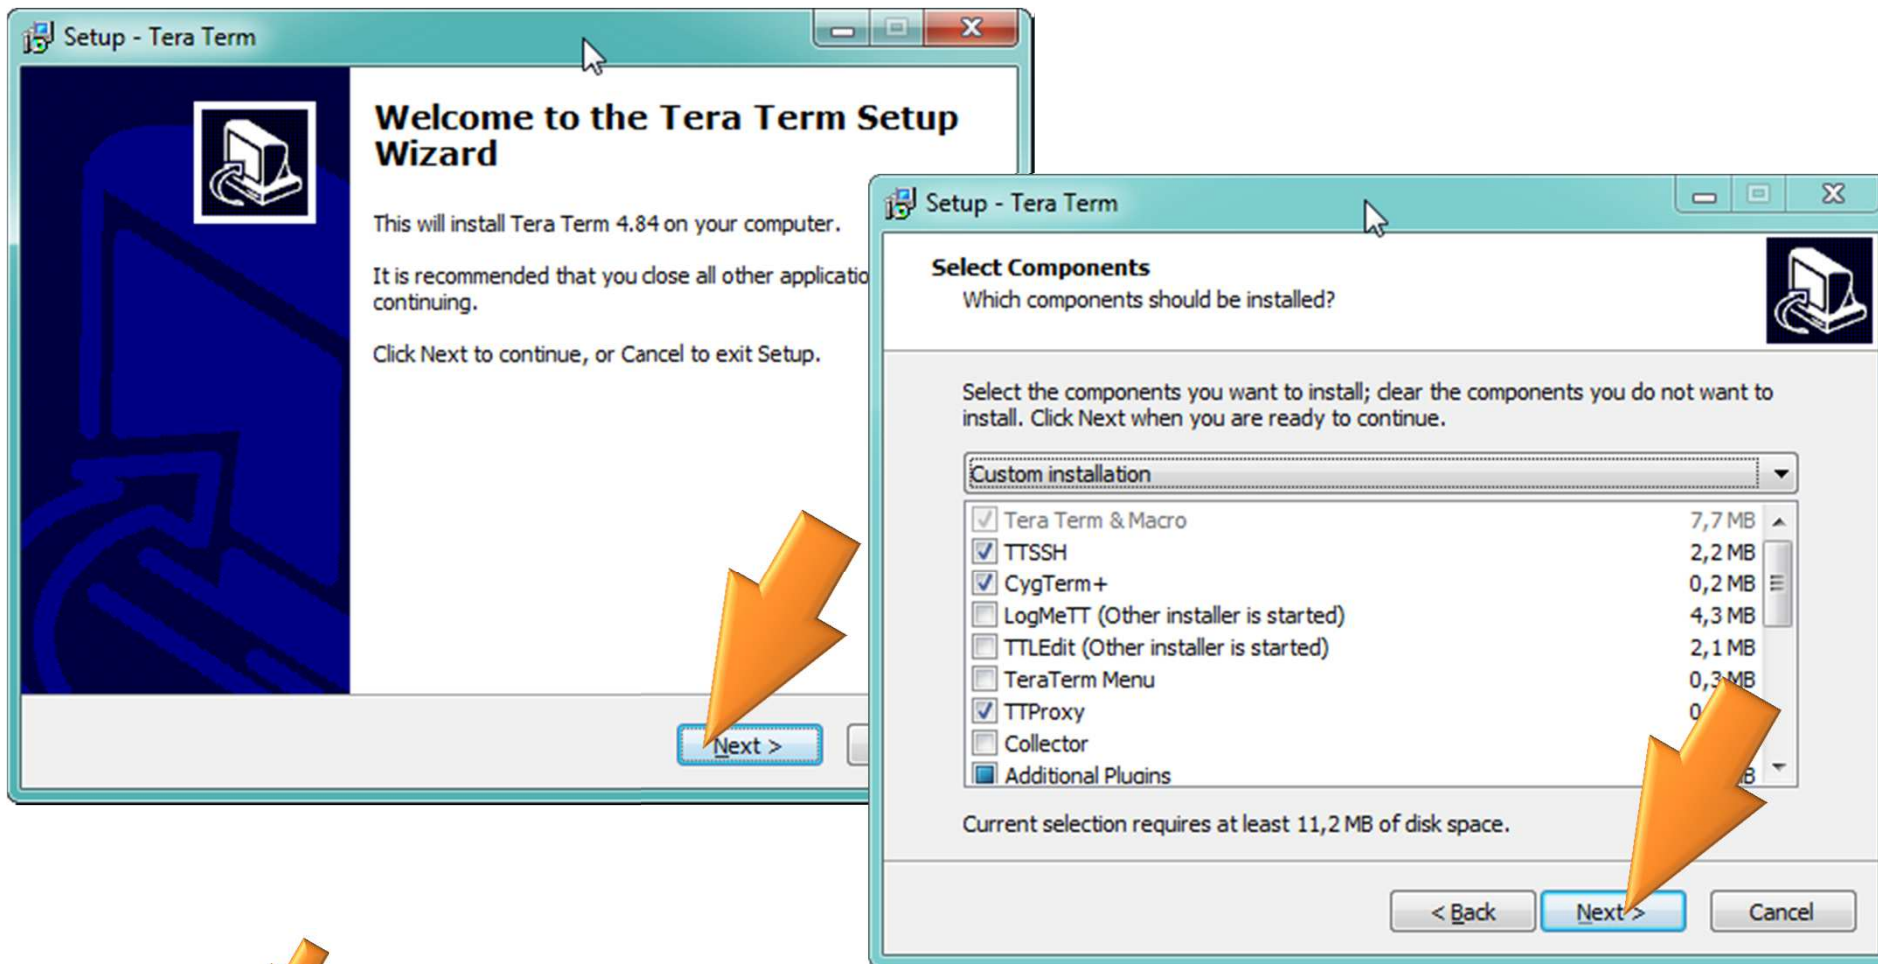 Setup - Tera Term
Welcome to the Tera Term Setup
Wizard
This will install Tera Term 4.84 on your computer.
It is recommended that you close all other
continuing.
Click Next to continue, or Cancel to exit Setup.
Next >
Setup - Tera Term
Select Components
Which components should be installed?
Select the components you want to install; clear the components you do not want to
install. Click Next when you are ready to continue.
Custom installation
Tera Term & Macro 7,7 MB
TTSSH 2,2 MB
CygTerm+ 0,2 MB
LogMeTT (Other installer is started) 4,3 MB
TTLEdit (Other installer is started) 2,1 MB
TeraTerm Menu 0,3 MB
TTProxy
Collector
Additional Plugins
Current selection requires at least 11,2 MB of disk space.
< Back Next > Cancel